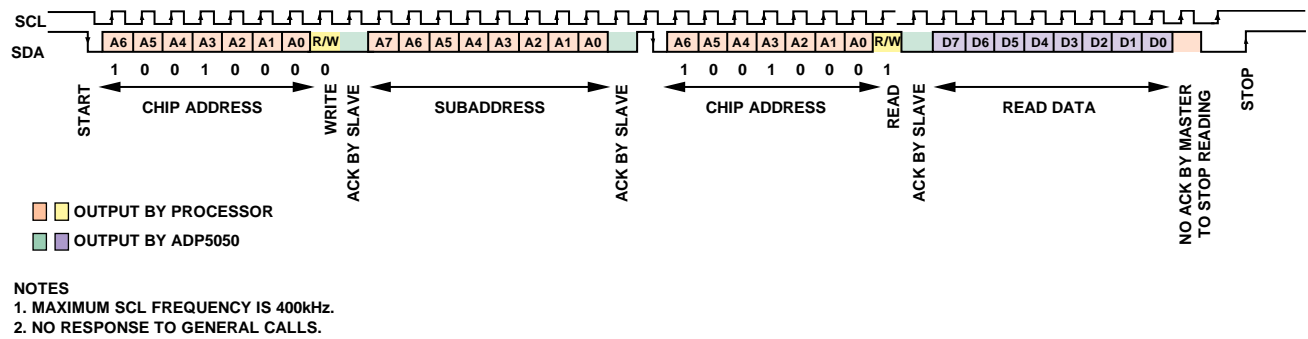 SCL
SDA
A6 A5 A4 A3 A2 A1 A0 R/W A7 A6 A5 A4 A3 A2 A1 A0 A6 A5 A4 A3 A2 A1 A0 R/W D7 D6 D5 D4 D3 D2 D1 D0
1 0 0 1 0 0 0 0 1 0 0 1 0 0 0 1
START
CHIP ADDRESS
WRITE
ACK BY SLAVE
SUBADDRESS
ACK BY SLAVE
CHIP ADDRESS
READ
ACK BY SLAVE
READ DATA
NO ACK BY MASTER
TO STOP READING
STOP
OUTPUT BY PROCESSOR
OUTPUT BY ADP5050
NOTES
1. MAXIMUM SCL FREQUENCY IS 400kHz.
2. NO RESPONSE TO GENERAL CALLS.